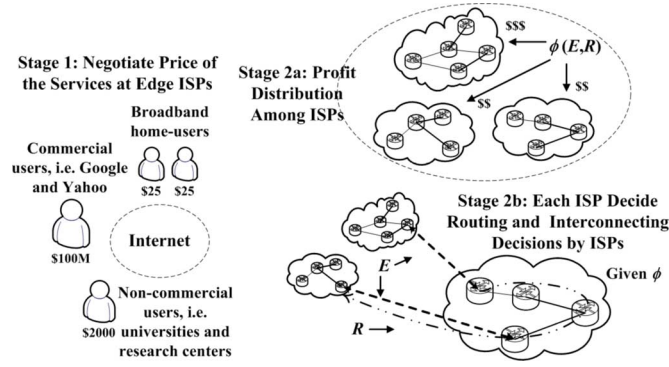 Stage 1: Negotiate Price of
the Services at Edge ISPs
Broadband
home-users
$25 $25
Commercial
users, i.e. Google
and Yahoo
$100M
Internet
$2000
Non-commercial
users, i.e.
universities and
research centers
Stage 2a: Profit
Distribution
Among ISPs
$$$
ϕ (E,R)
$$
$$
Stage 2b: Each ISP Decide
Routing and Interconnecting
Decisions by ISPs
Given ϕ
E
R